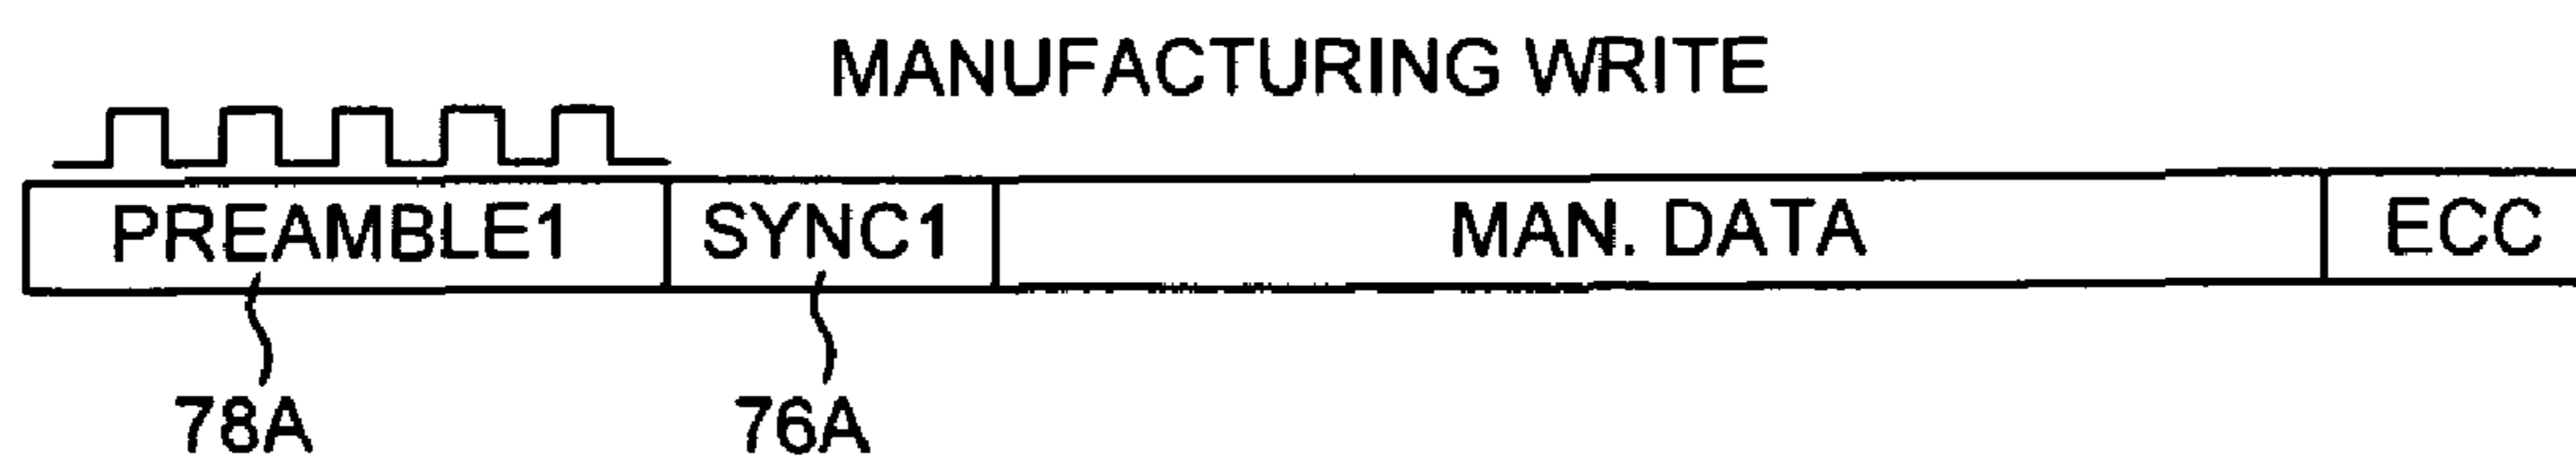 MANUFACTURING WRITE
PREAMBLE1 SYNC1 MAN. DATA ECC
78A 76A